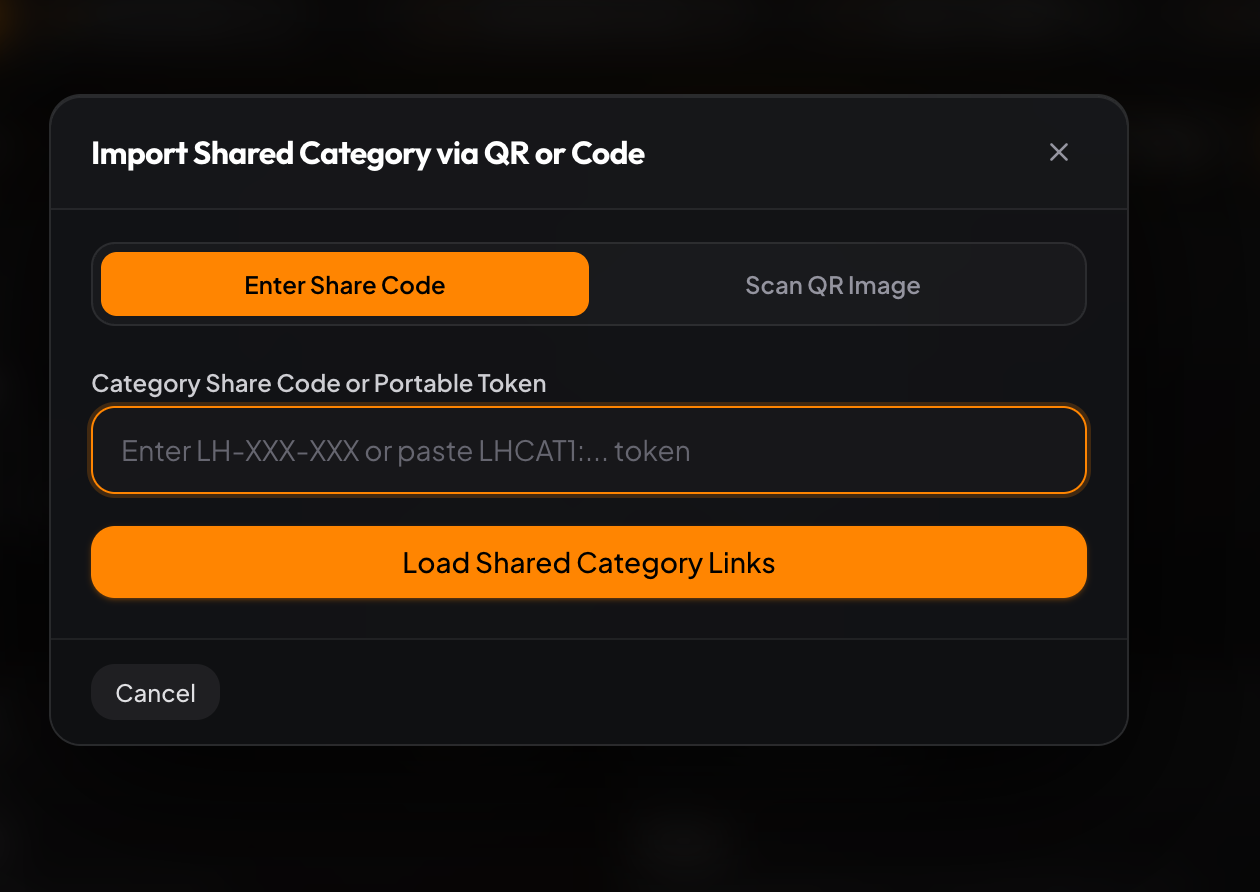 Import Shared Category via QR or Code
Enter Share Code
Scan QR Image
Category Share Code or Portable Token
Enter LH-XXX-XXX or paste LHCAT1:... token
Load Shared Category Links
Cancel